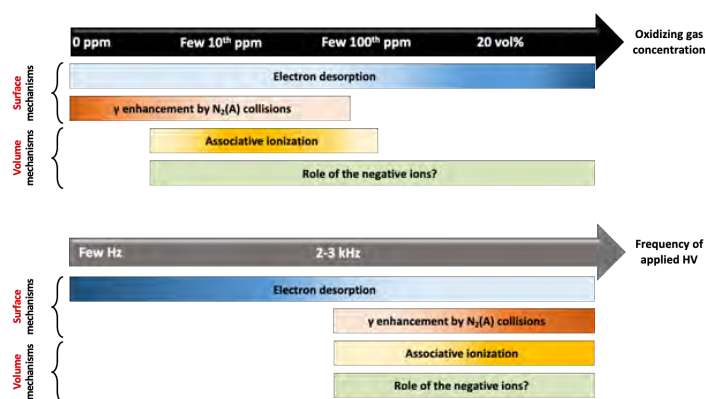 0 ppm Few 10th ppm Few 100th ppm 20 vol% Oxidizing gas
concentration
Surface
mechanisms
Electron desorption
γ enhancement by N₂(A) collisions
Volume
mechanisms
Associative ionization
Role of the negative ions?
Few Hz 2-3 kHz Frequency of
applied HV
Surface
mechanisms
Electron desorption
γ enhancement by N₂(A) collisions
Volume
mechanisms
Associative ionization
Role of the negative ions?